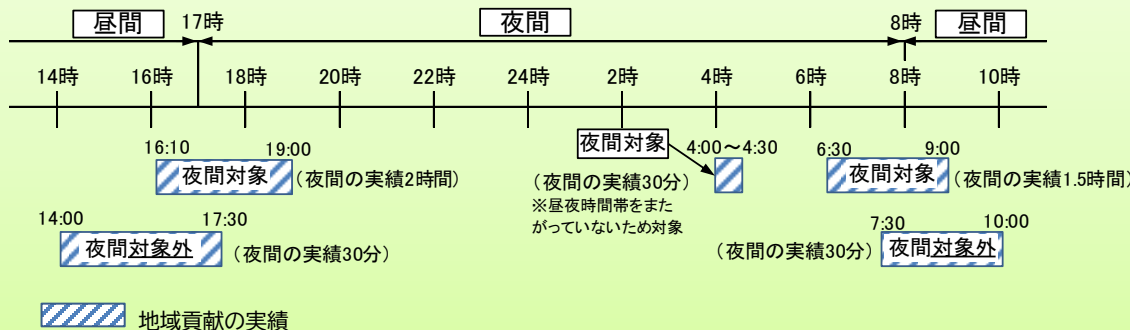 昼間 17時 夜間 8時 昼間
14時 16時 18時 20時 22時 24時 2時 4時 6時 8時 10時
16:10 19:00
夜間対象
(夜間の実績2時間)
夜間対象
4:00～4:30
(夜間の実績30分)
※昼夜時間帯をまた
がっていないため対象
6:30 9:00
夜間対象
(夜間の実績1.5時間)
14:00 17:30
夜間対象外
(夜間の実績30分)
7:30 10:00
(夜間の実績30分)
夜間対象外
地域貢献の実績